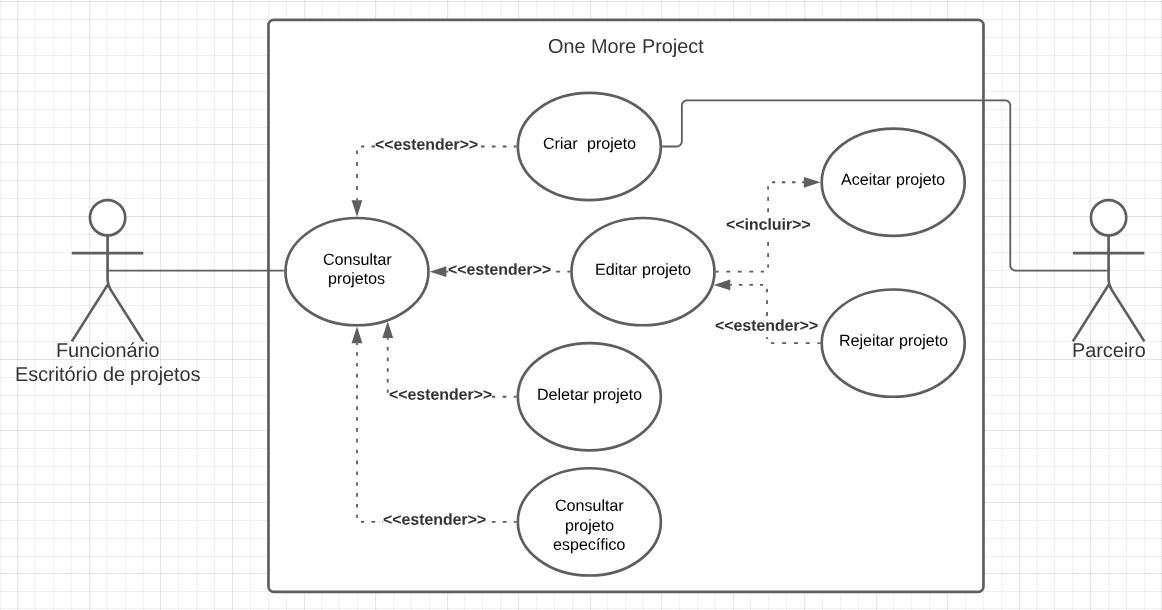 One More Project
Criar projeto
<<estender>>
Aceitar projeto
<<incluir>>
Consultar
projetos
<<estender>>
Editar projeto
<<estender>>
Rejeitar projeto
Funcionário
Escritório de projetos
Parceiro
<<estender>>
Deletar projeto
<<estender>>
Consultar
projeto
específico